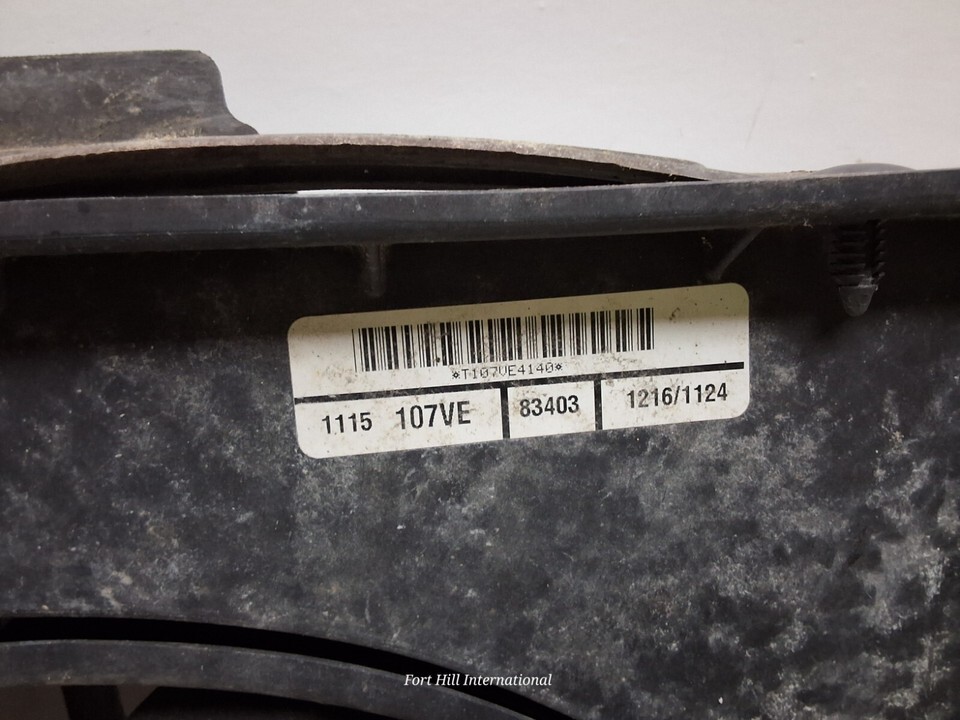 *T107VE4140*
1115 107VE 83403 1216/1124
Fort Hill International